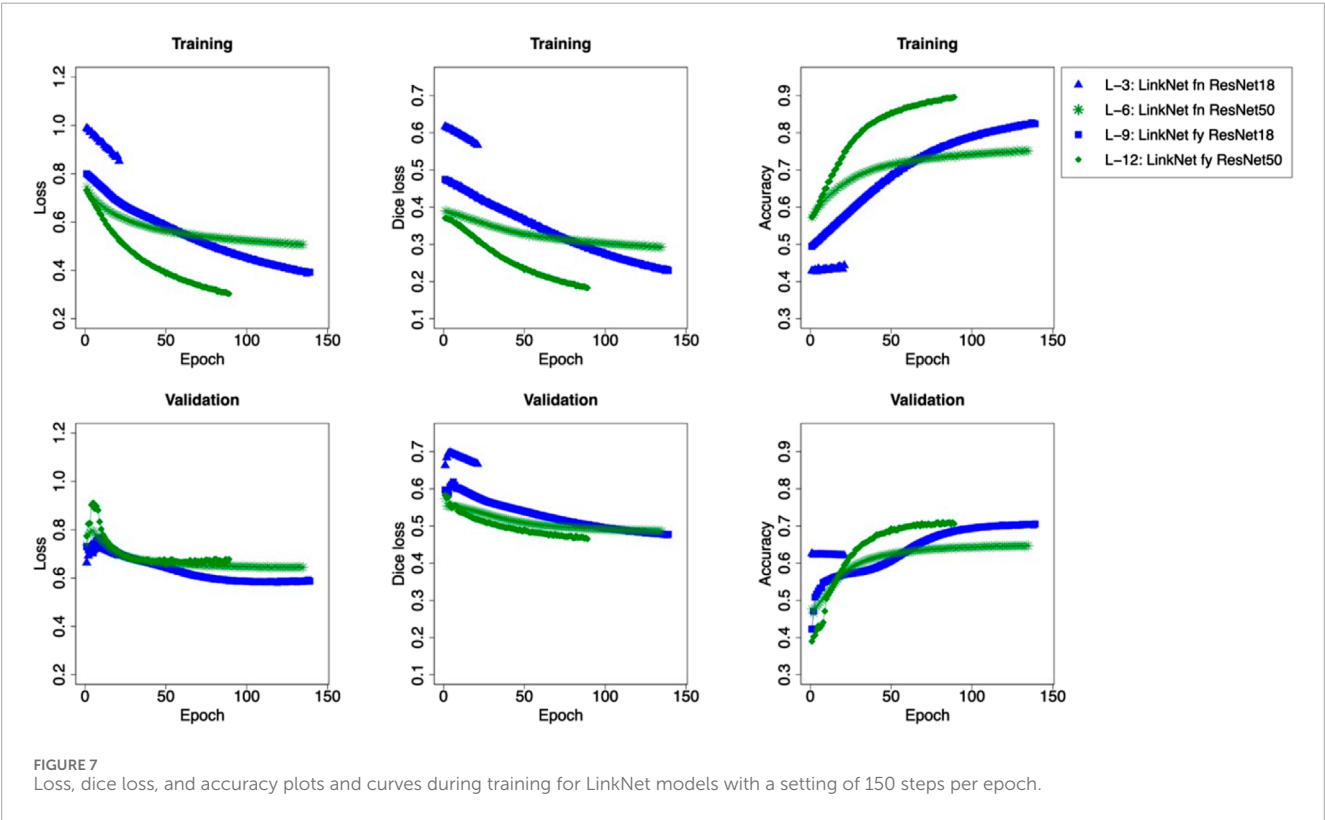 Training
Loss
0.2 0.4 0.6 0.8 1.0 1.2
0 50 100 150
Epoch
Training
Dice loss
0.1 0.2 0.3 0.4 0.5 0.6 0.7
0 50 100 150
Epoch
Training
Accuracy
0.3 0.4 0.5 0.6 0.7 0.8 0.9
0 50 100 150
Epoch
L-3: LinkNet fn ResNet18
L-6: LinkNet fn ResNet50
L-9: LinkNet fy ResNet18
L-12: LinkNet fy ResNet50
Validation
Loss
0.2 0.4 0.6 0.8 1.0 1.2
0 50 100 150
Epoch
Validation
Dice loss
0.1 0.2 0.3 0.4 0.5 0.6 0.7
0 50 100 150
Epoch
Validation
Accuracy
0.3 0.4 0.5 0.6 0.7 0.8 0.9
0 50 100 150
Epoch
FIGURE 7
Loss, dice loss, and accuracy plots and curves during training for LinkNet models with a setting of 150 steps per epoch.